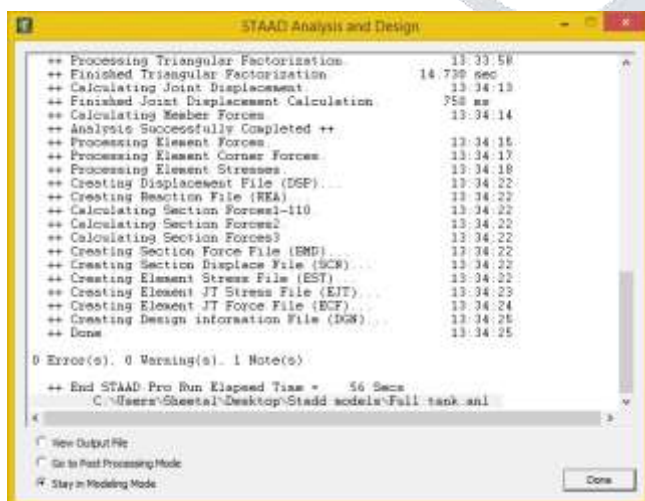 STAAD Analysis and Design
++ Processing Triangular Factorization. 13:33:58
++ Finished Triangular Factorization 14.730 sec
++ Calculating Joint Displacement. 13:34:13
++ Finished Joint Displacement Calculation 750 ms
++ Calculating Member Forces. 13:34:14
++ Analysis Successfully Completed ++
++ Processing Element Forces. 13:34:15
++ Processing Element Corner Forces. 13:34:17
++ Processing Element Stresses. 13:34:18
++ Creating Displacement File (DSP)... 13:34:22
++ Creating Reaction File (REA)... 13:34:22
++ Calculating Section Forces1-110. 13:34:22
++ Calculating Section Forces2. 13:34:22
++ Calculating Section Forces3 13:34:22
++ Creating Section Force File (BMD)... 13:34:22
++ Creating Section Displace File (SCN)... 13:34:22
++ Creating Element Stress File (EST)... 13:34:22
++ Creating Element JT Stress File (EJT)... 13:34:23
++ Creating Element JT Force File (ECF)... 13:34:24
++ Creating Design information File (DGN)... 13:34:25
++ Done 13:34:25
0 Error(s), 0 Warning(s), 1 Note(s)
++ End STAAD.Pro Run Elapsed Time = 56 Secs
C:\Users\Sheetal\Desktop\Stadd models\Full tank.anl
View Output File
Go to Post Processing Mode
Stay in Modeling Mode
Done